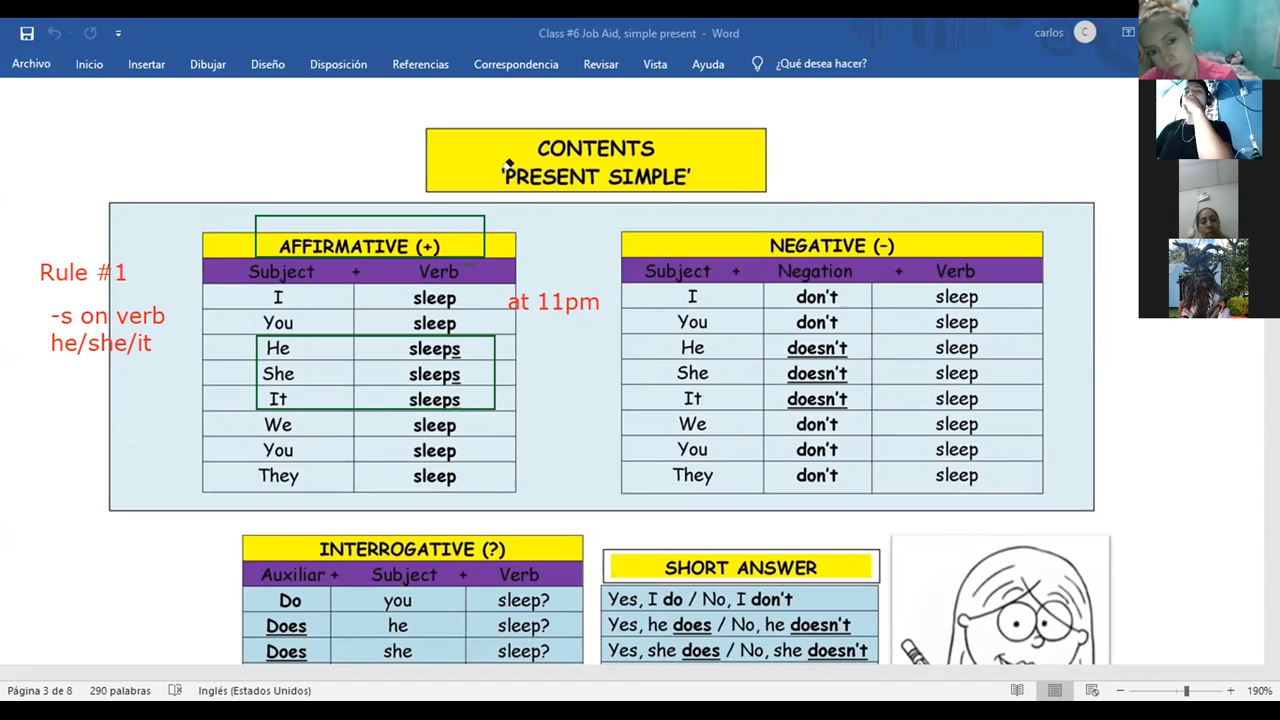 Class #6 Job Aid, simple present - Word
carlos C
Archivo Inicio Insertar Dibujar Diseño Disposición Referencias Correspondencia Revisar Vista Ayuda ¿Qué desea hacer?
CONTENTS
'PRESENT SIMPLE'
Rule #1
-s on verb
he/she/it
AFFIRMATIVE (+)
Subject + Verb
I sleep
You sleep
He sleeps
She sleeps
It sleeps
We sleep
You sleep
They sleep
at 11pm
NEGATIVE (-)
Subject + Negation + Verb
I don't sleep
You don't sleep
He doesn't sleep
She doesn't sleep
It doesn't sleep
We don't sleep
You don't sleep
They don't sleep
INTERROGATIVE (?)
Auxiliar + Subject + Verb
Do you sleep?
Does he sleep?
Does she sleep?
SHORT ANSWER
Yes, I do / No, I don't
Yes, he does / No, he doesn't
Yes, she does / No, she doesn't
Página 3 de 8 290 palabras Inglés (Estados Unidos) 190%